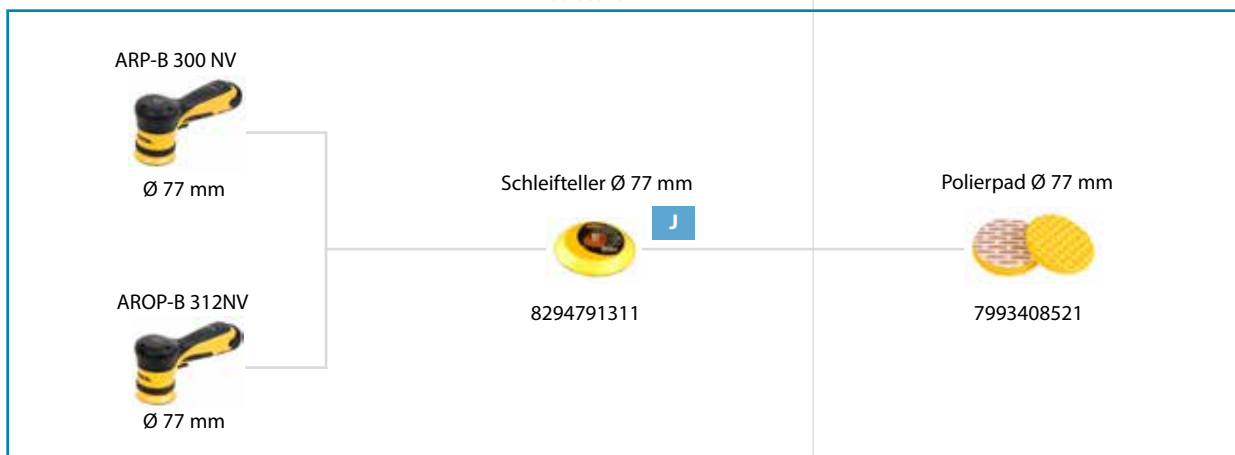 ARP-B 300 NV
Ø 77 mm
AROP-B 312NV
Ø 77 mm
Schleifteller Ø 77 mm
J
8294791311
Polierpad Ø 77 mm
7993408521